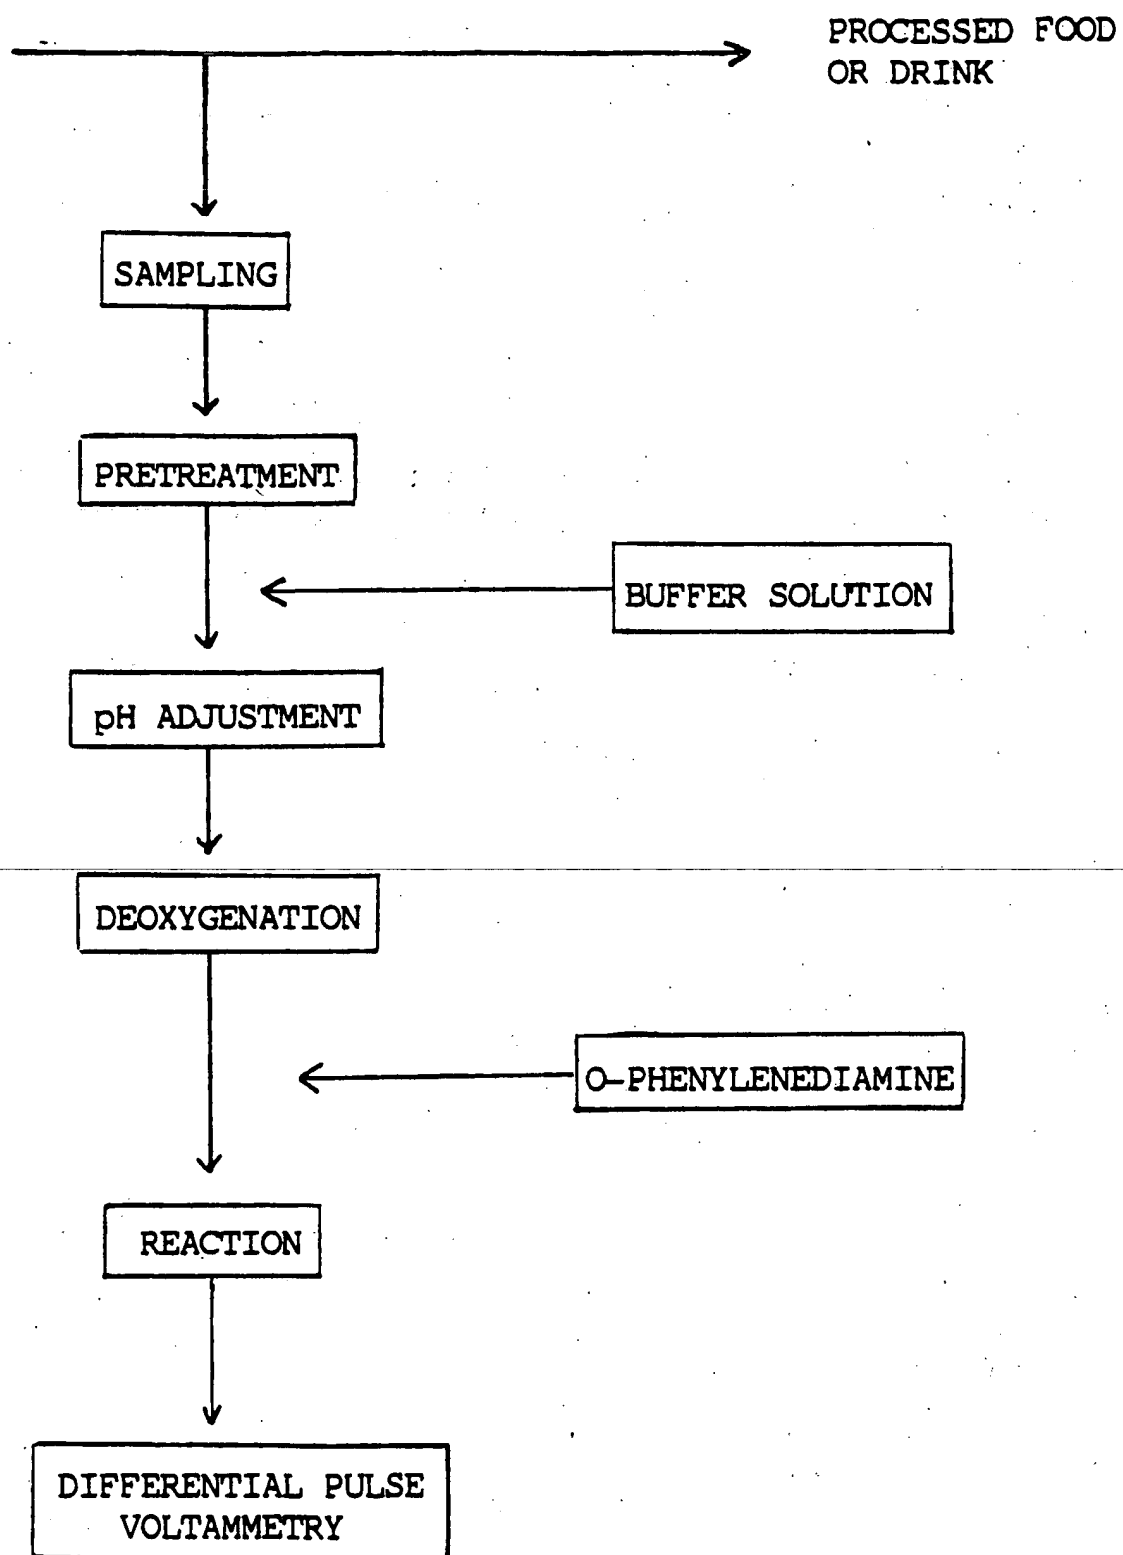 PROCESSED FOOD
OR DRINK
SAMPLING
PRETREATMENT
BUFFER SOLUTION
pH ADJUSTMENT
DEOXYGENATION
O-PHENYLENEDIAMINE
REACTION
DIFFERENTIAL PULSE
VOLTAMMETRY